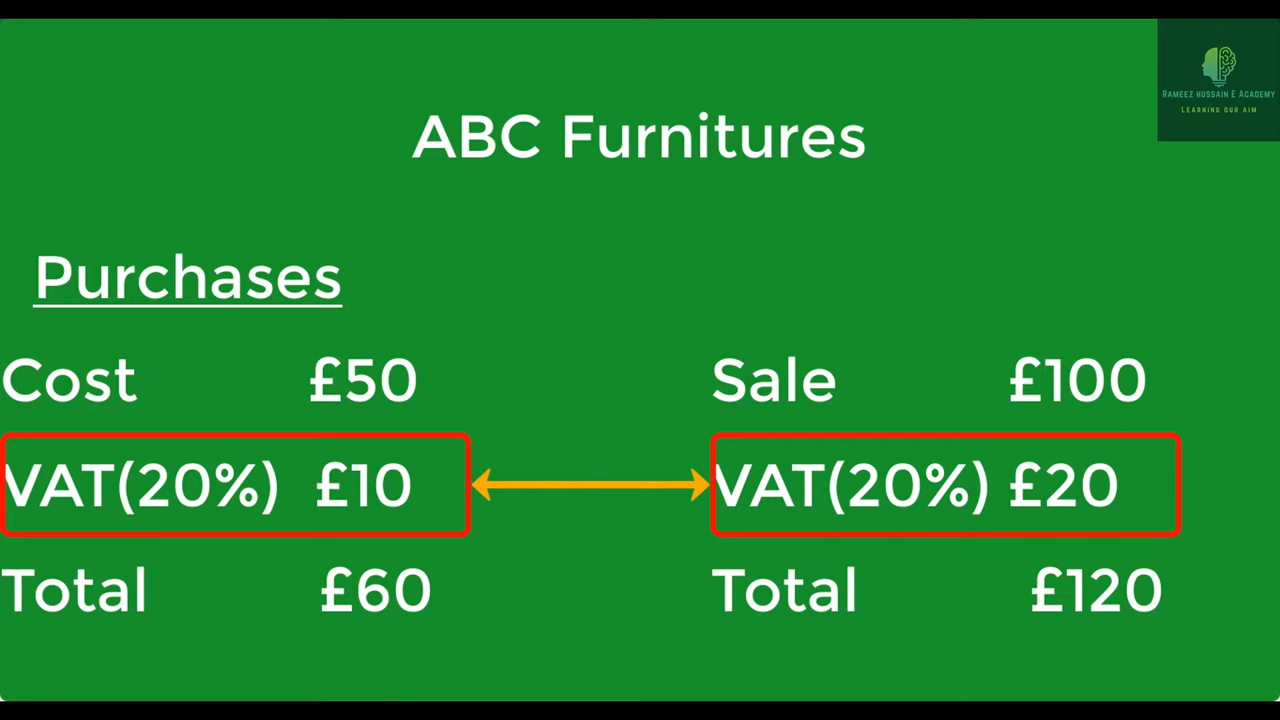 RAMEEZ HUSSAIN E ACADEMY
LEARNING OUR AIM
ABC Furnitures
Purchases
Cost £50
VAT(20%) £10
Total £60
Sale £100
VAT(20%) £20
Total £120